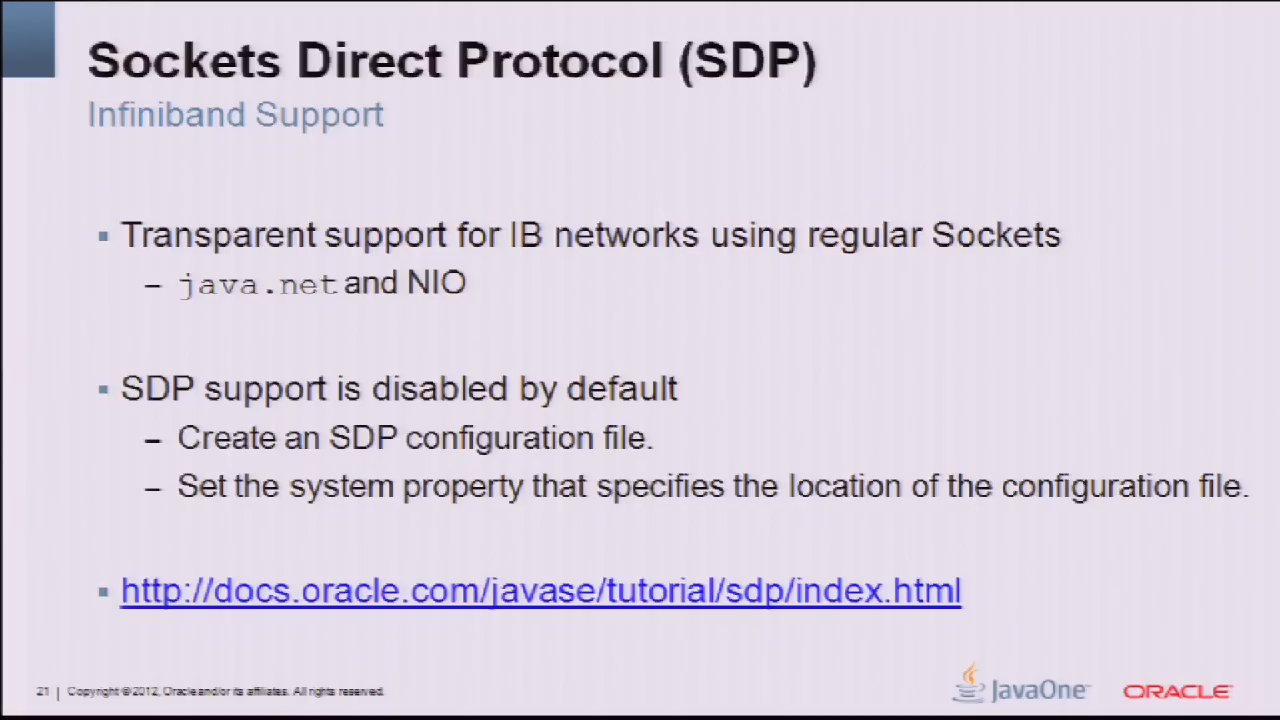 Sockets Direct Protocol (SDP)
Infiniband Support
Transparent support for IB networks using regular Sockets
– java.net and NIO
SDP support is disabled by default
– Create an SDP configuration file.
– Set the system property that specifies the location of the configuration file.
http://docs.oracle.com/javase/tutorial/sdp/index.html
21 | Copyright © 2012, Oracle and/or its affiliates. All rights reserved.
JavaOne™ ORACLE®